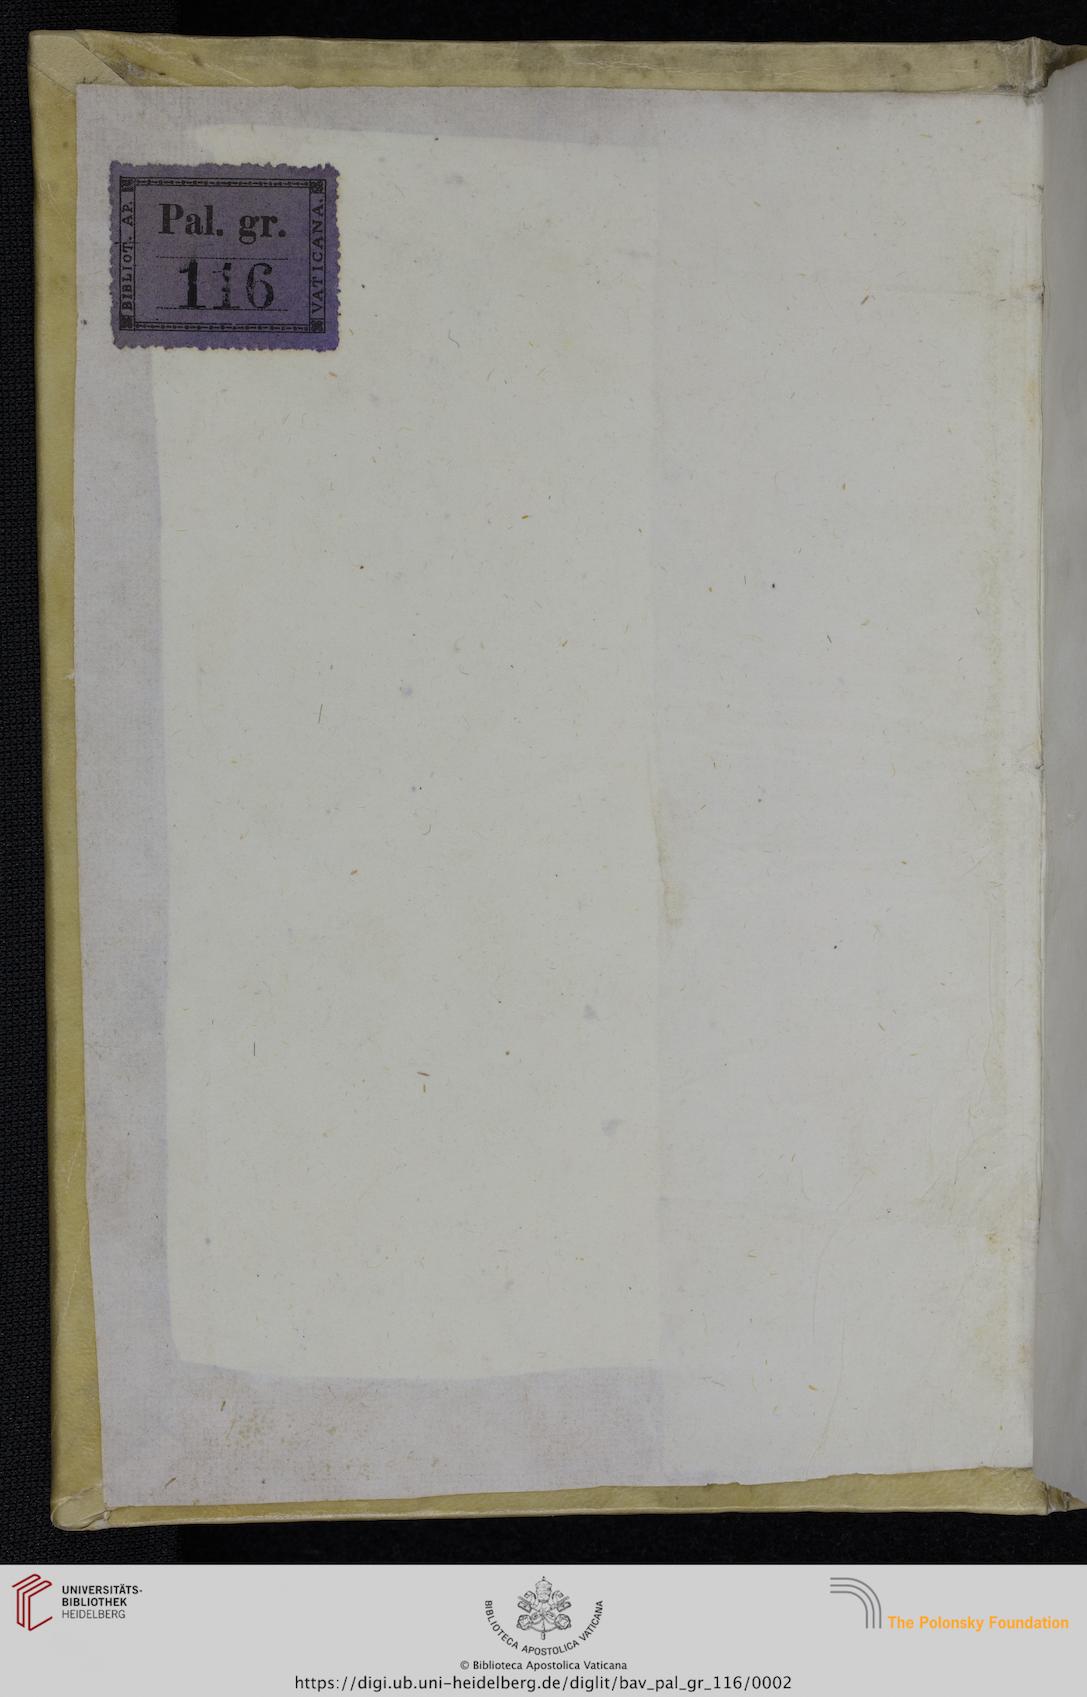 BIBLIOT. AP. VATICANA.
Pal. gr.
116
UNIVERSITÄTS-
BIBLIOTHEK
HEIDELBERG
BIBLIOTECA APOSTOLICA VATICANA
© Biblioteca Apostolica Vaticana
https://digi.ub.uni-heidelberg.de/diglit/bav_pal_gr_116/0002
The Polonsky Foundation